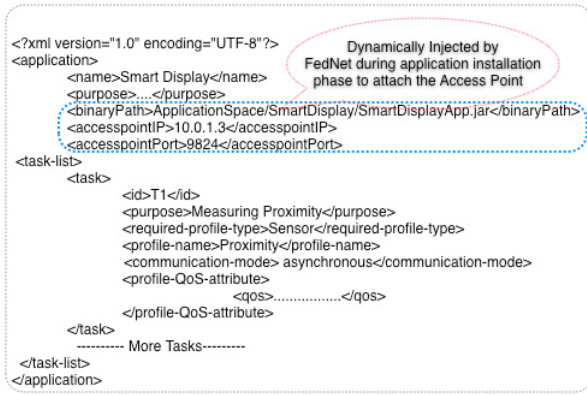 <?xml version="1.0" encoding="UTF-8"?>
<application>
<name>Smart Display</name>
<purpose>....</purpose>
Dynamically Injected by
FedNet during application installation
phase to attach the Access Point
<binaryPath>ApplicationSpace/SmartDisplay/SmartDisplayApp.jar</binaryPath>
<accesspointIP>10.0.1.3</accesspointIP>
<accesspointPort>9824</accesspointPort>
<task-list>
<task>
<id>T1</id>
<purpose>Measuring Proximity</purpose>
<required-profile-type>Sensor</required-profile-type>
<profile-name>Proximity</profile-name>
<communication-mode> asynchronous</communication-mode>
<profile-QoS-attribute>
<qos>.................</qos>
</profile-QoS-attribute>
</task>
---------- More Tasks---------
</task-list>
</application>